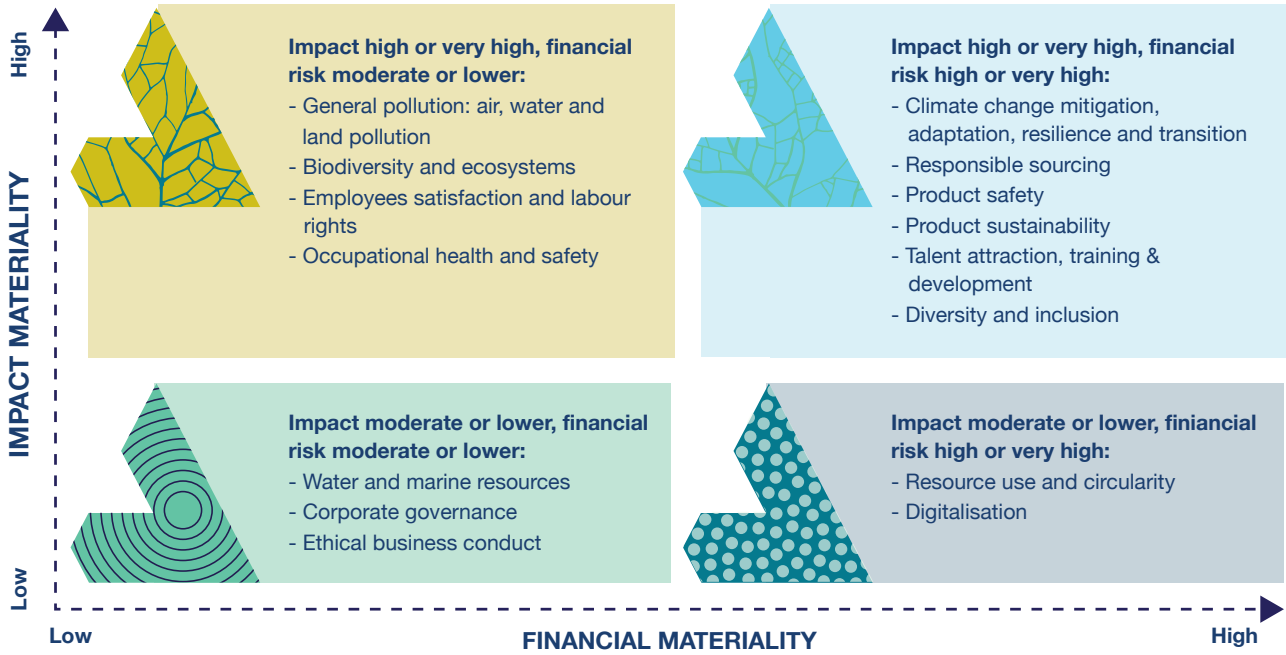 High
IMPACT MATERIALITY
Low
Impact high or very high, financial
risk moderate or lower:
- General pollution: air, water and
land pollution
- Biodiversity and ecosystems
- Employees satisfaction and labour
rights
- Occupational health and safety
Impact high or very high, financial
risk high or very high:
- Climate change mitigation,
adaptation, resilience and transition
- Responsible sourcing
- Product safety
- Product sustainability
- Talent attraction, training &
development
- Diversity and inclusion
Impact moderate or lower, financial
risk moderate or lower:
- Water and marine resources
- Corporate governance
- Ethical business conduct
Impact moderate or lower, finiancial
risk high or very high:
- Resource use and circularity
- Digitalisation
Low
FINANCIAL MATERIALITY
High